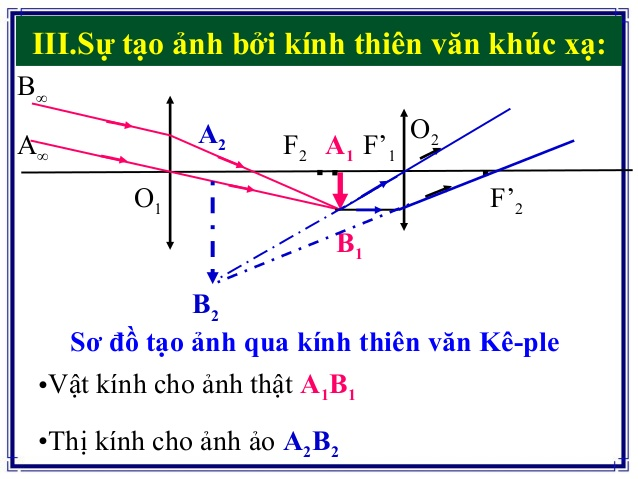 III.Sự tạo ảnh bởi kính thiên văn khúc xạ:
B∞
A∞
A₂
F₂
A₁
F’₁
O₂
O₁
F’₂
B₁
B₂
Sơ đồ tạo ảnh qua kính thiên văn Kê-ple
•Vật kính cho ảnh thật A₁B₁
•Thị kính cho ảnh ảo A₂B₂